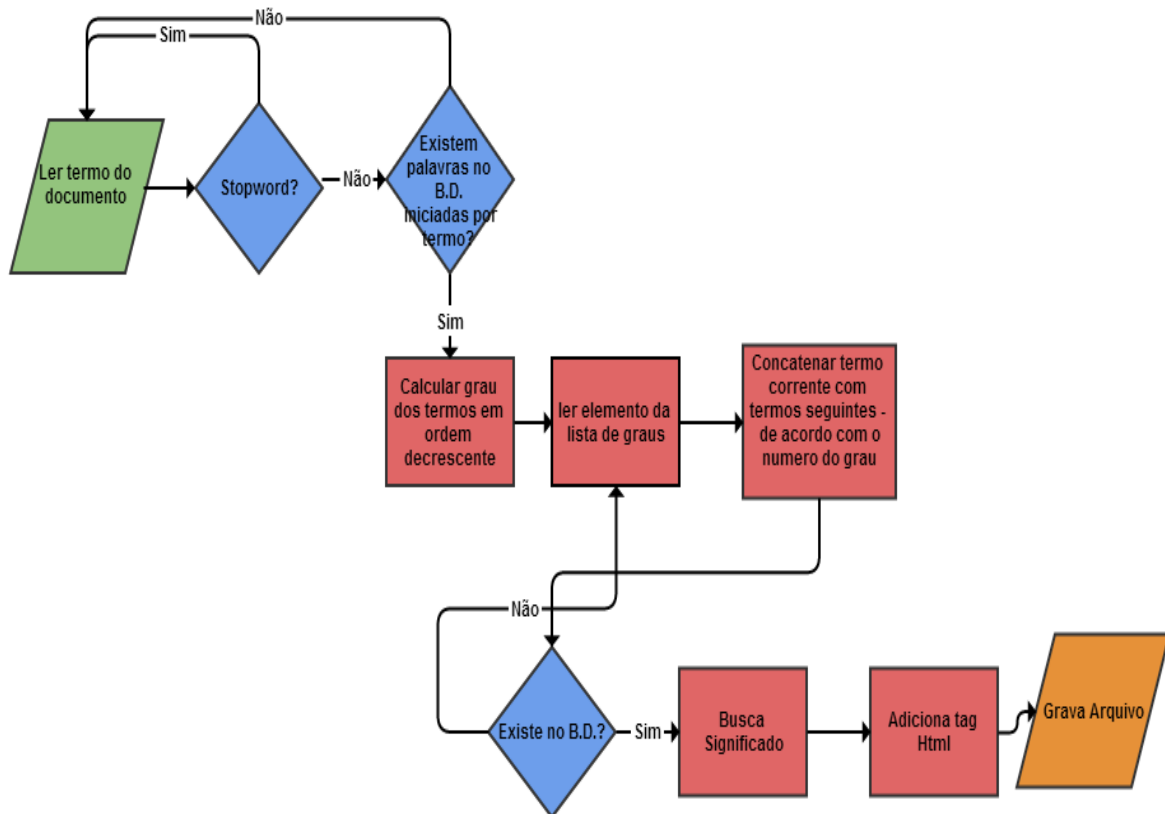 Não
Sim
Ler termo do
documento
Stopword?
Não
Existem
palavras no
B.D.
Iniciadas por
termo?
Sim
Calcular grau
dos termos em
ordem
decrescente
ler elemento da
lista de graus
Concatenar termo
corrente com
termos seguintes -
de acordo com o
numero do grau
Não
Existe no B.D.?
Sim
Busca
Significado
Adiciona tag
Html
Grava Arquivo